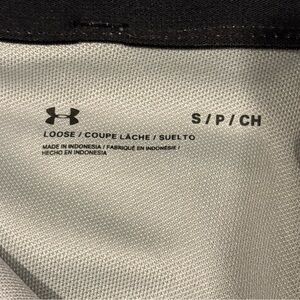 S / P / CH
LOOSE / COUPE LÂCHE / SUELTO
MADE IN INDONESIA / FABRIQUÉ EN INDONÉSIE /
HECHO EN INDONESIA